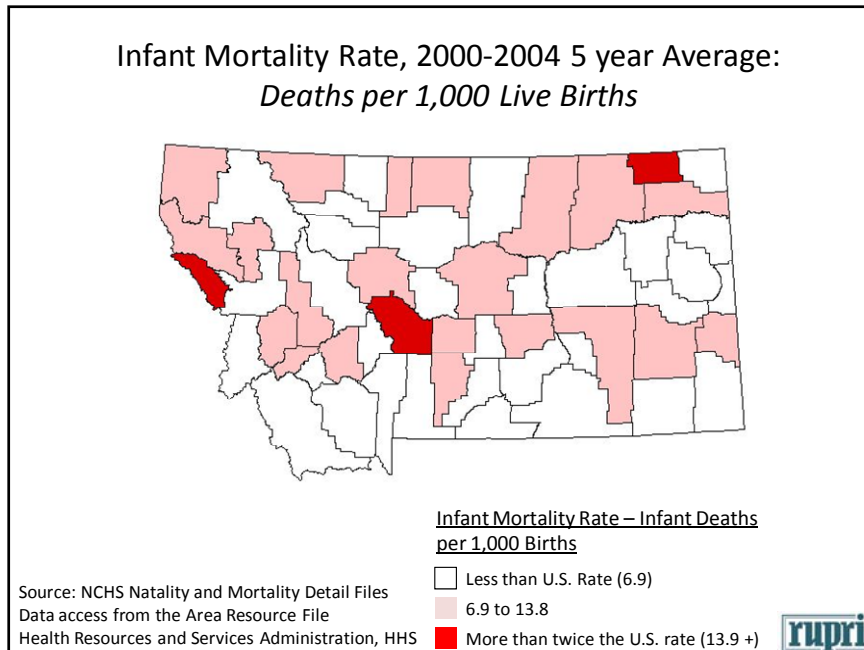 Infant Mortality Rate, 2000-2004 5 year Average:
Deaths per 1,000 Live Births
Infant Mortality Rate – Infant Deaths
per 1,000 Births
Less than U.S. Rate (6.9)
6.9 to 13.8
More than twice the U.S. rate (13.9 +)
Source: NCHS Natality and Mortality Detail Files
Data access from the Area Resource File
Health Resources and Services Administration, HHS
rupri